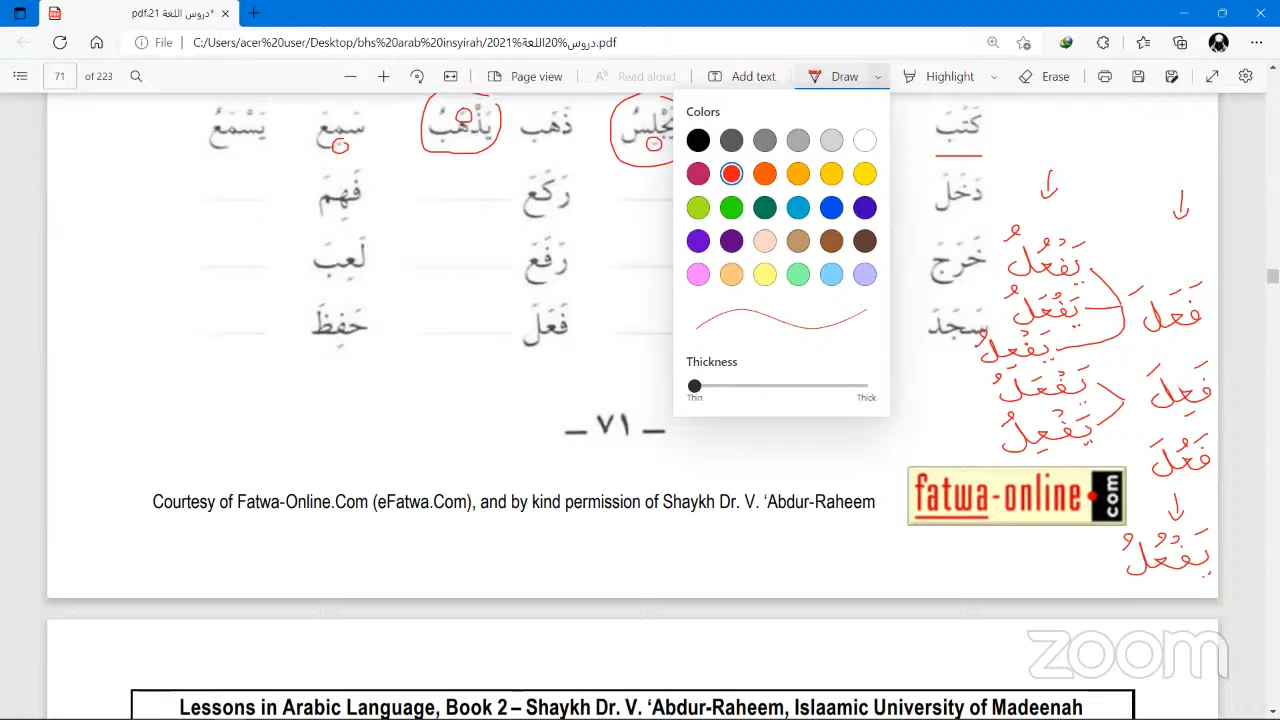 دروس اللغة 21.pdf*
File | C:/Users/acer%20user/Desktop/bhs%20arab%20insyirah/2021%دروس%20اللغة.pdf
71 of 223
Page view
Read aloud
Add text
Draw
Highlight
Erase
Colors
Thickness
Thin
Thick
كَتَبَ يَجْلِسُ ذَهَبَ يَذْهَبُ سَمِعَ يَسْمَعُ
دَخَلَ رَكَعَ فَهِمَ
خَرَجَ رَفَعَ لَعِبَ
سَجَدَ فَعَلَ حَفِظَ
يَفْعُلُ
يَفْعَلُ
فَعَلَ
يَفْعِلُ
يَفْعَلُ
فَعِلَ
يَفْعِلُ
فَعُلَ
يَفْعُلُ
– ٧١ –
Courtesy of Fatwa-Online.Com (eFatwa.Com), and by kind permission of Shaykh Dr. V. ‘Abdur-Raheem
fatwa-online.com
zoom
Lessons in Arabic Language, Book 2 – Shaykh Dr. V. ‘Abdur-Raheem, Islaamic University of Madeenah